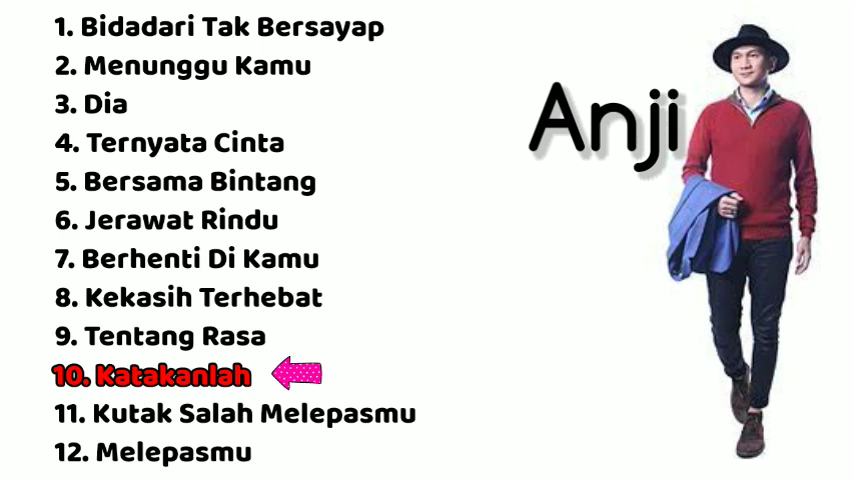 1. Bidadari Tak Bersayap
2. Menunggu Kamu
3. Dia
4. Ternyata Cinta
5. Bersama Bintang
6. Jerawat Rindu
7. Berhenti Di Kamu
8. Kekasih Terhebat
9. Tentang Rasa
10. Katakanlah
11. Kutak Salah Melepasmu
12. Melepasmu
Anji